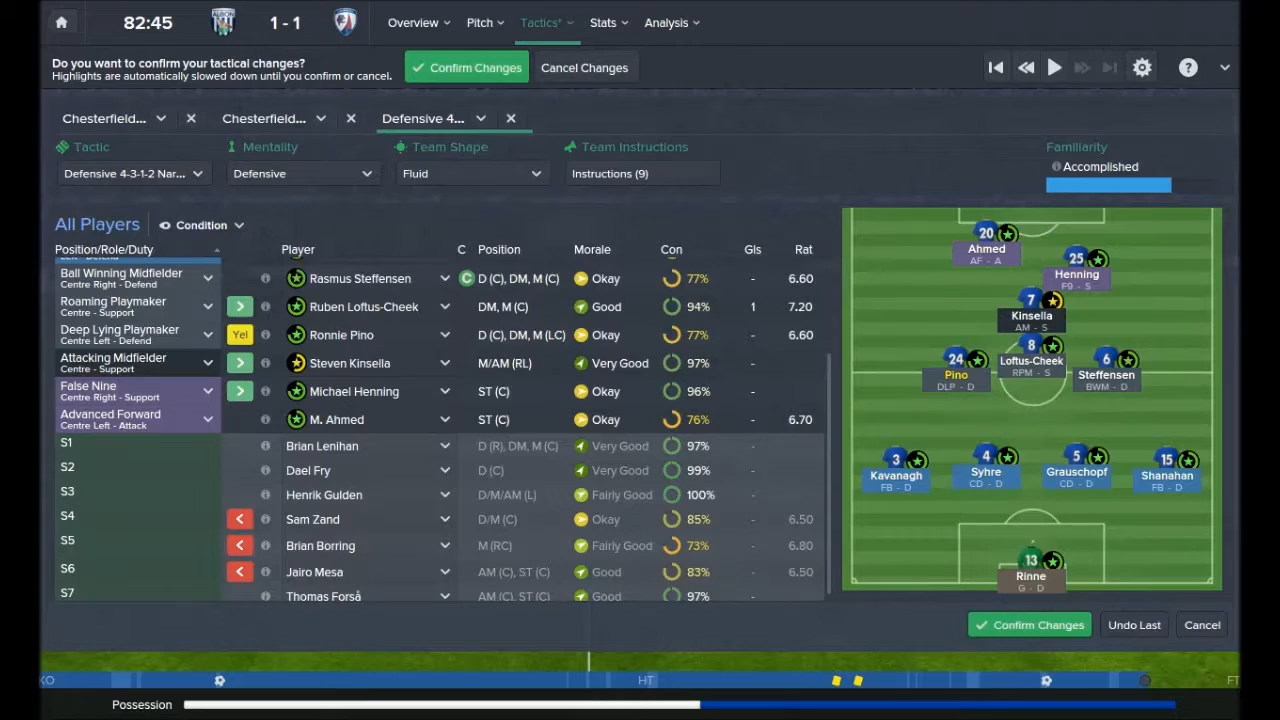 82:45 1 - 1 Overview Pitch Tactics* Stats Analysis
Do you want to confirm your tactical changes?
Highlights are automatically slowed down until you confirm or cancel.
Confirm Changes Cancel Changes
Chesterfield... Chesterfield... Defensive 4...
Tactic Mentality Team Shape Team Instructions Familiarity
Accomplished
Defensive 4-3-1-2 Nar... Defensive Fluid Instructions (9)
All Players Condition
Position/Role/Duty Player C Position Morale Con Gls Rat
Ball Winning Midfielder
Centre Right - Defend
Rasmus Steffensen C D (C), DM, M (C) Okay 77% - 6.60
Roaming Playmaker
Centre - Support
Ruben Loftus-Cheek DM, M (C) Good 94% 1 7.20
Deep Lying Playmaker
Centre Left - Defend
Yel Ronnie Pino D (C), DM, M (LC) Okay 77% - 6.60
Attacking Midfielder
Centre - Support
Steven Kinsella M/AM (RL) Very Good 97% -
False Nine
Centre Right - Support
Michael Henning ST (C) Okay 96% -
Advanced Forward
Centre Left - Attack
M. Ahmed ST (C) Okay 76% - 6.70
S1 Brian Lenihan D (R), DM, M (C) Very Good 97% -
S2 Dael Fry D (C) Very Good 99% -
S3 Henrik Gulden D/M/AM (L) Fairly Good 100% -
S4 Sam Zand D/M (C) Okay 85% - 6.50
S5 Brian Borring M (RC) Fairly Good 73% - 6.80
S6 Jairo Mesa AM (C), ST (C) Good 83% - 6.50
S7 Thomas Forså AM (C), ST (C) Good 97% -
20
Ahmed
AF - A
25
Henning
F9 - S
7
Kinsella
AM - S
8
Loftus-Cheek
RPM - S
24
Pino
DLP - D
6
Steffensen
BWM - D
3
Kavanagh
FB - D
4
Syhre
CD - D
5
Grauschopf
CD - D
15
Shanahan
FB - D
13
Rinne
G - D
Confirm Changes Undo Last Cancel
KO HT FT
Possession